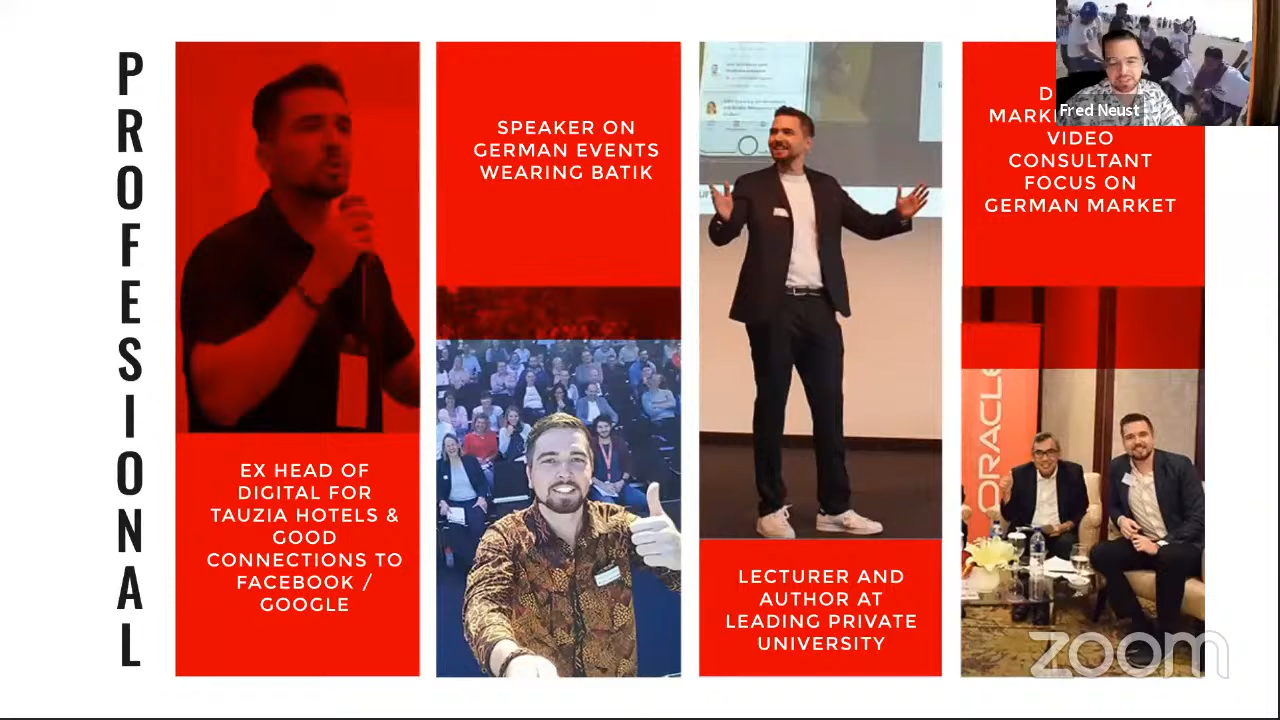 PROFESIONAL
EX HEAD OF
DIGITAL FOR
TAUZIA HOTELS &
GOOD
CONNECTIONS TO
FACEBOOK /
GOOGLE
SPEAKER ON
GERMAN EVENTS
WEARING BATIK
LECTURER AND
AUTHOR AT
LEADING PRIVATE
UNIVERSITY
VIDEO
CONSULTANT
FOCUS ON
GERMAN MARKET
ORACLE
Fred Neust
zoom